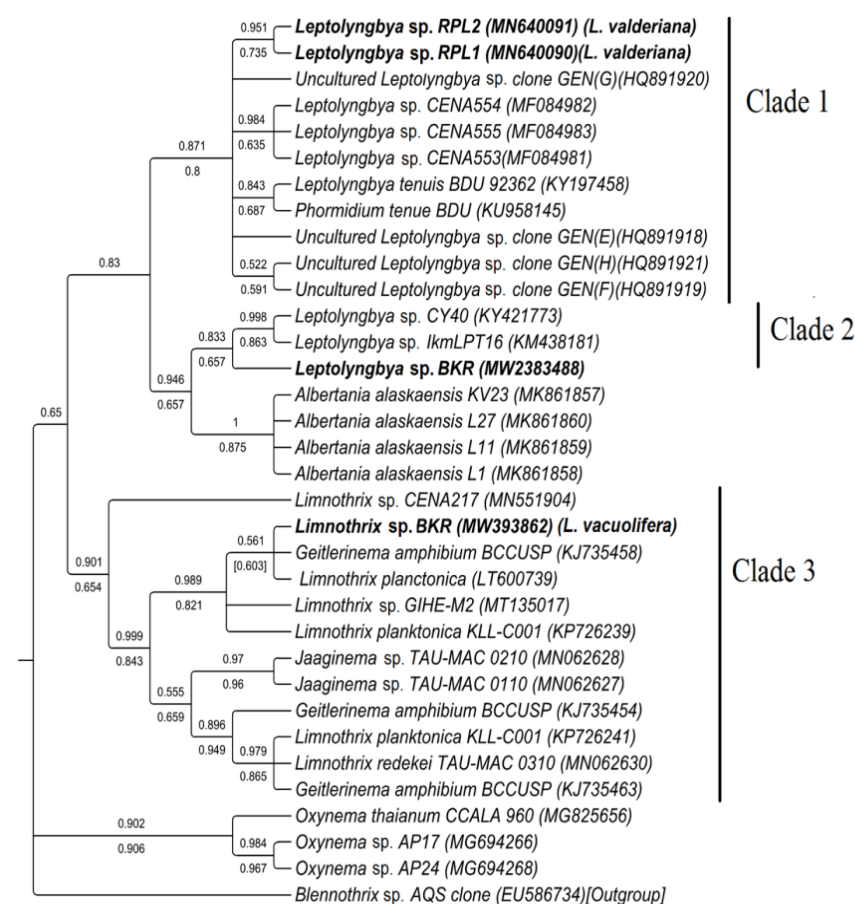 0.951
Leptolyngbya sp. RPL2 (MN640091) (L. valderiana)
0.735
Leptolyngbya sp. RPL1 (MN640090)(L. valderiana)
Uncultured Leptolyngbya sp. clone GEN(G)(HQ891920)
Clade 1
0.984
Leptolyngbya sp. CENA554 (MF084982)
0.635
Leptolyngbya sp. CENA555 (MF084983)
0.871
Leptolyngbya sp. CENA553(MF084981)
0.8
0.843
Leptolyngbya tenuis BDU 92362 (KY197458)
0.687
Phormidium tenue BDU (KU958145)
Uncultured Leptolyngbya sp. clone GEN(E)(HQ891918)
0.83
0.522
Uncultured Leptolyngbya sp. clone GEN(H)(HQ891921)
0.591
Uncultured Leptolyngbya sp. clone GEN(F)(HQ891919)
0.998
Leptolyngbya sp. CY40 (KY421773)
Clade 2
0.833
0.863
Leptolyngbya sp. IkmLPT16 (KM438181)
0.657
Leptolyngbya sp. BKR (MW2383488)
0.946
0.657
Albertania alaskaensis KV23 (MK861857)
0.65
1
Albertania alaskaensis L27 (MK861860)
0.875
Albertania alaskaensis L11 (MK861859)
Albertania alaskaensis L1 (MK861858)
Limnothrix sp. CENA217 (MN551904)
Limnothrix sp. BKR (MW393862) (L. vacuolifera)
0.561
Geitlerinema amphibium BCCUSP (KJ735458)
0.901
[0.603]
Clade 3
0.654
0.989
Limnothrix planctonica (LT600739)
0.821
Limnothrix sp. GIHE-M2 (MT135017)
0.999
Limnothrix planktonica KLL-C001 (KP726239)
0.843
0.97
Jaaginema sp. TAU-MAC 0210 (MN062628)
0.96
Jaaginema sp. TAU-MAC 0110 (MN062627)
0.555
0.659
Geitlerinema amphibium BCCUSP (KJ735454)
0.896
0.949
0.979
Limnothrix planktonica KLL-C001 (KP726241)
0.865
Limnothrix redekei TAU-MAC 0310 (MN062630)
Geitlerinema amphibium BCCUSP (KJ735463)
0.902
Oxynema thaianum CCALA 960 (MG825656)
0.906
0.984
Oxynema sp. AP17 (MG694266)
0.967
Oxynema sp. AP24 (MG694268)
Blennothrix sp. AQS clone (EU586734)[Outgroup]